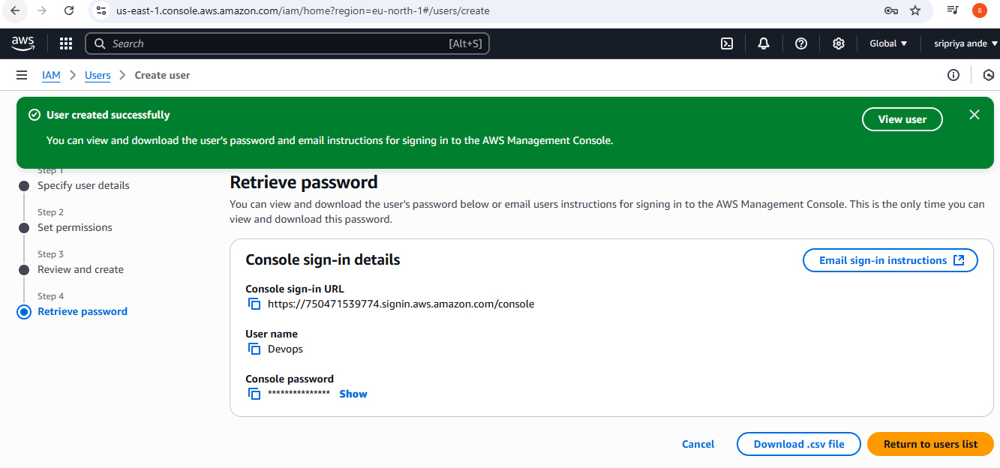 us-east-1.console.aws.amazon.com/iam/home?region=eu-north-1#/users/create
S
aws
Search
[Alt+S]
Global
sripriya ande
IAM
Users
Create user
User created successfully
View user
You can view and download the user's password and email instructions for signing in to the AWS Management Console.
Step 1
Specify user details
Step 2
Set permissions
Step 3
Review and create
Step 4
Retrieve password
Retrieve password
You can view and download the user's password below or email users instructions for signing in to the AWS Management Console. This is the only time you can
view and download this password.
Console sign-in details
Email sign-in instructions
Console sign-in URL
https://750471539774.signin.aws.amazon.com/console
User name
Devops
Console password
*************** Show
Cancel
Download .csv file
Return to users list